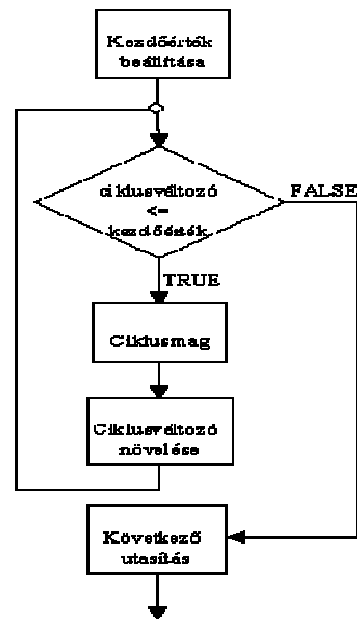 Kezdőérték
beállítása
ciklusváltozó
<=
kezdőérték
FALSE
TRUE
Ciklusmag
Ciklusváltozó
növelése
Következő
utasítás